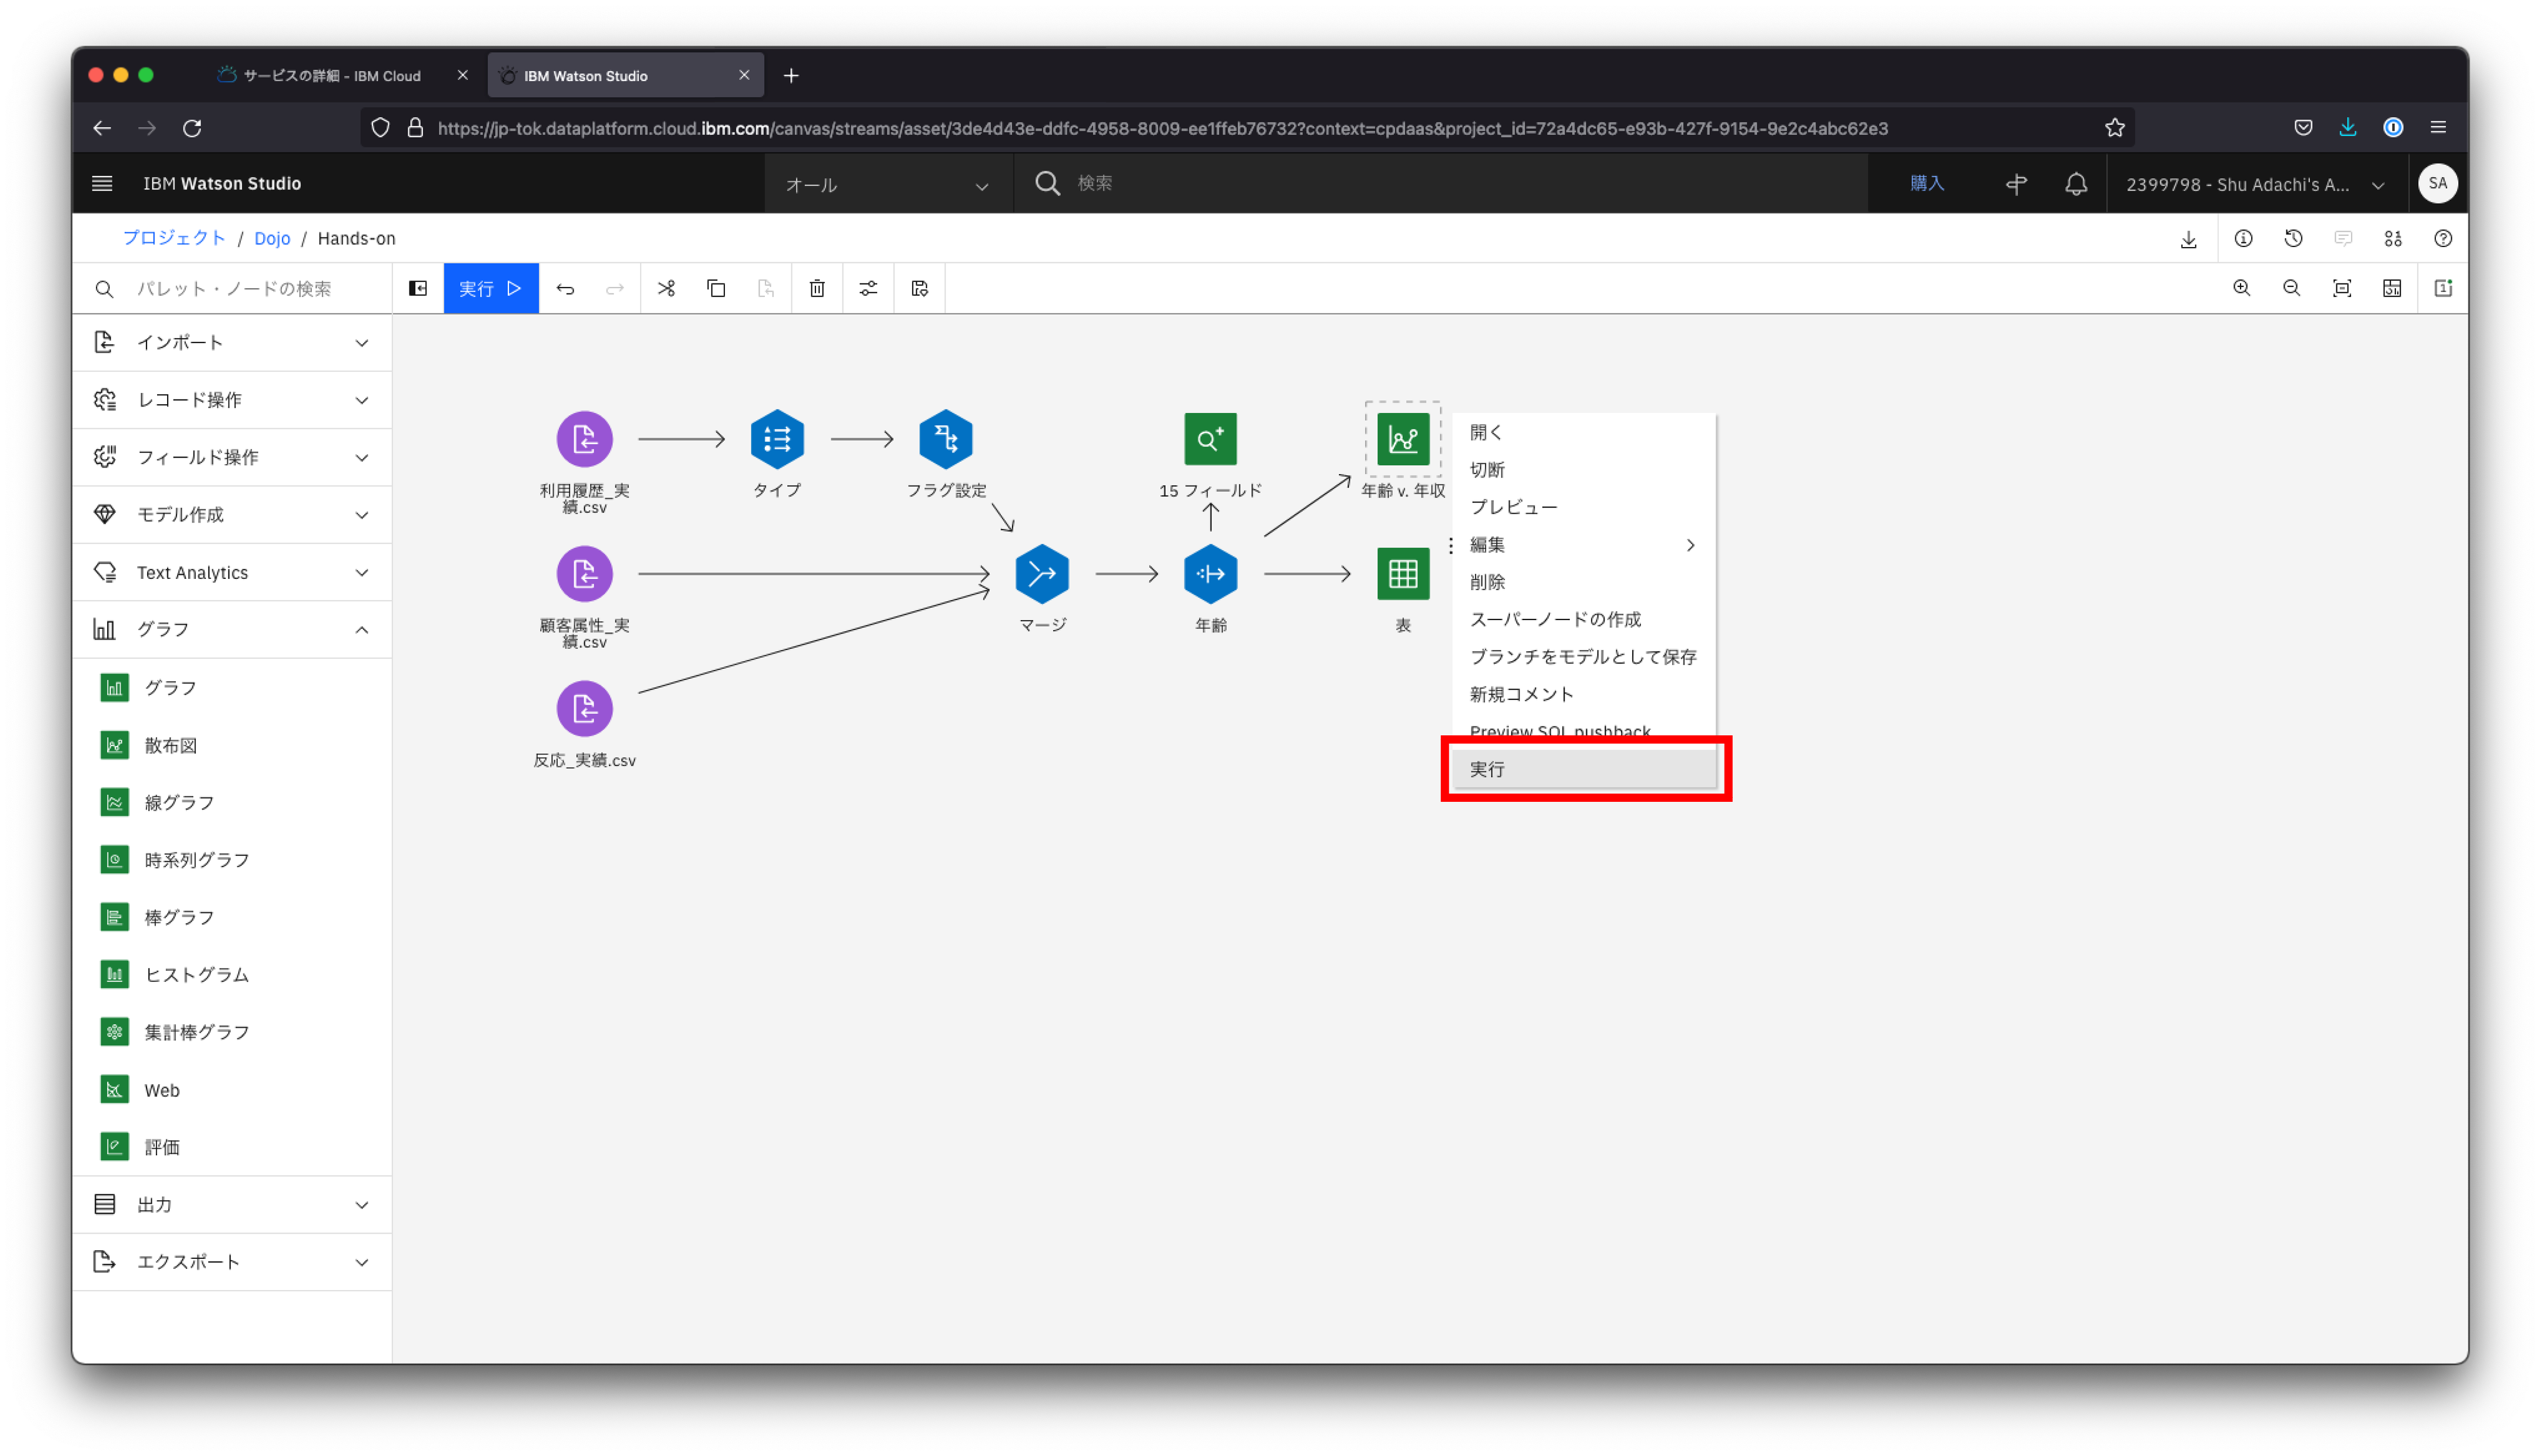 サービスの詳細 - IBM Cloud
IBM Watson Studio
https://jp-tok.dataplatform.cloud.ibm.com/canvas/streams/asset/3de4d43e-ddfc-4958-8009-ee1ffeb76732?context=cpdaas&project_id=72a4dc65-e93b-427f-9154-9e2c4abc62e3
IBM Watson Studio
オール
検索
購入
2399798 - Shu Adachi's A...
SA
プロジェクト / Dojo / Hands-on
パレット・ノードの検索
実行
1
インポート
レコード操作
フィールド操作
モデル作成
Text Analytics
グラフ
グラフ
散布図
線グラフ
時系列グラフ
棒グラフ
ヒストグラム
集計棒グラフ
Web
評価
出力
エクスポート
利用履歴_実
績.csv
タイプ
フラグ設定
15 フィールド
年齢 v. 年収
顧客属性_実
績.csv
マージ
年齢
表
反応_実績.csv
開く
切断
プレビュー
編集
削除
スーパーノードの作成
ブランチをモデルとして保存
新規コメント
Preview SQL pushback
実行